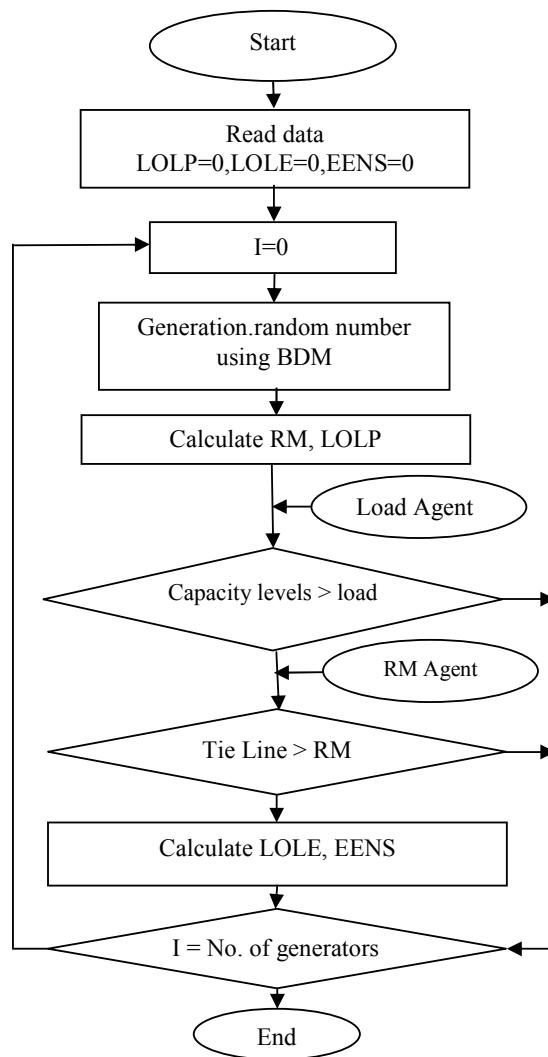 Start
Read data
LOLP=0,LOLE=0,EENS=0
I=0
Generation.random number
using BDM
Calculate RM, LOLP
Load Agent
Capacity levels > load
RM Agent
Tie Line > RM
Calculate LOLE, EENS
I = No. of generators
End